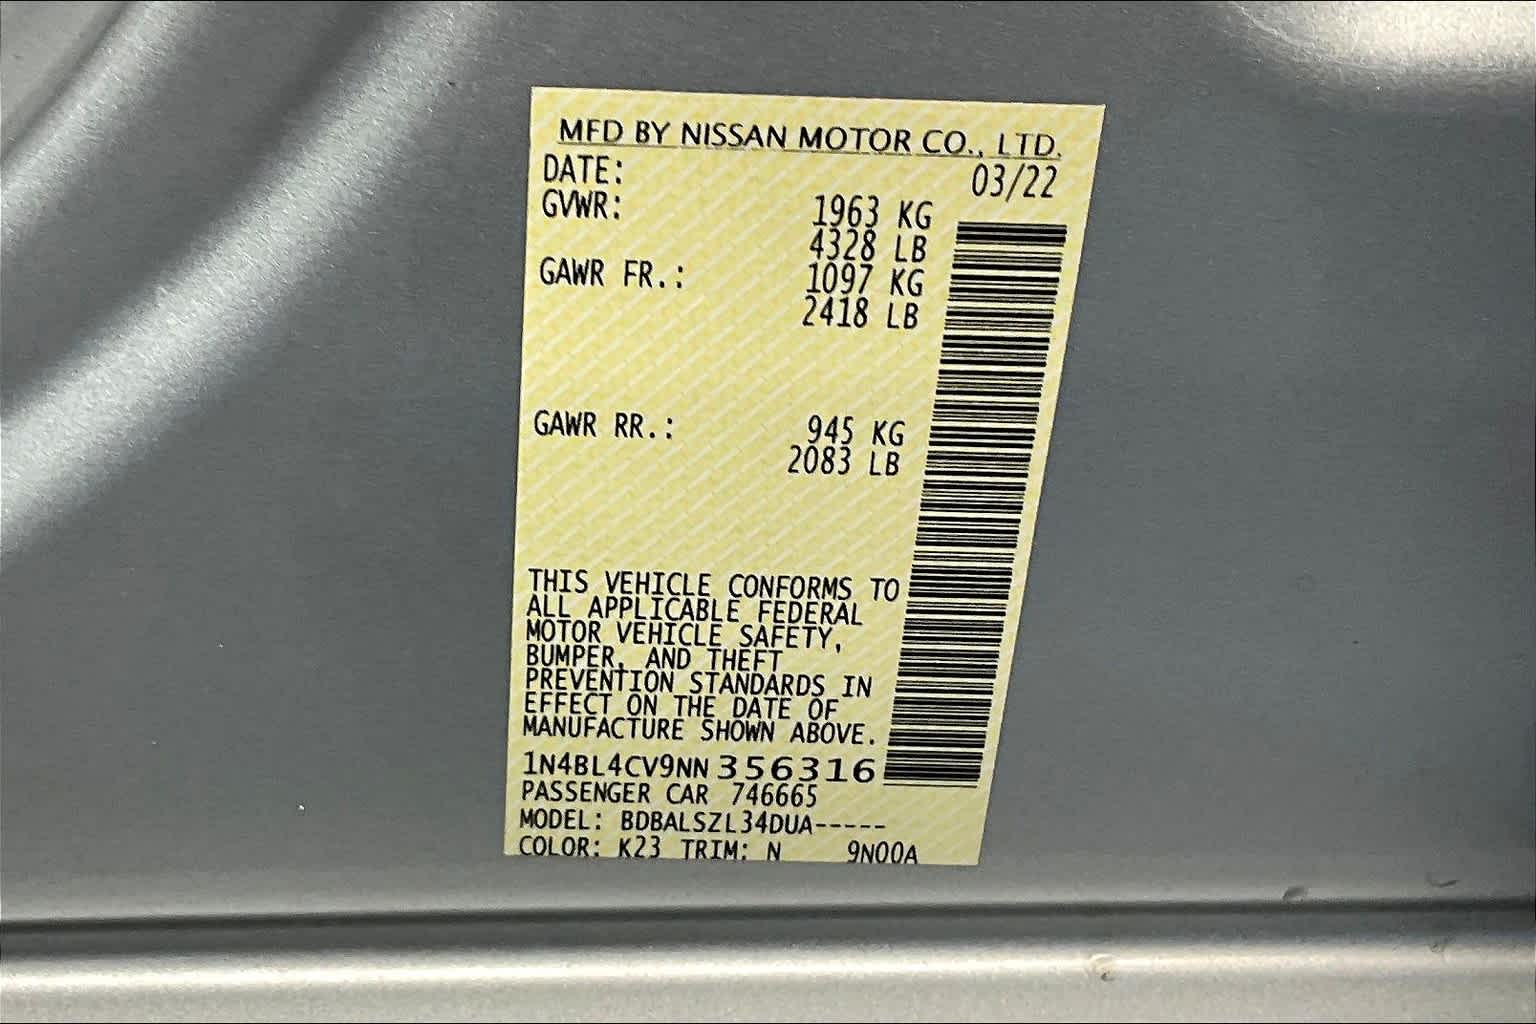 MFD BY NISSAN MOTOR CO., LTD.
DATE: 03/22
GVWR: 1963 KG
4328 LB
GAWR FR.: 1097 KG
2418 LB
GAWR RR.: 945 KG
2083 LB
THIS VEHICLE CONFORMS TO
ALL APPLICABLE FEDERAL
MOTOR VEHICLE SAFETY,
BUMPER, AND THEFT
PREVENTION STANDARDS IN
EFFECT ON THE DATE OF
MANUFACTURE SHOWN ABOVE.
1N4BL4CV9NN356316
PASSENGER CAR 746665
MODEL: BDBALSZL34DUA-----
COLOR: K23 TRIM: N 9N00A